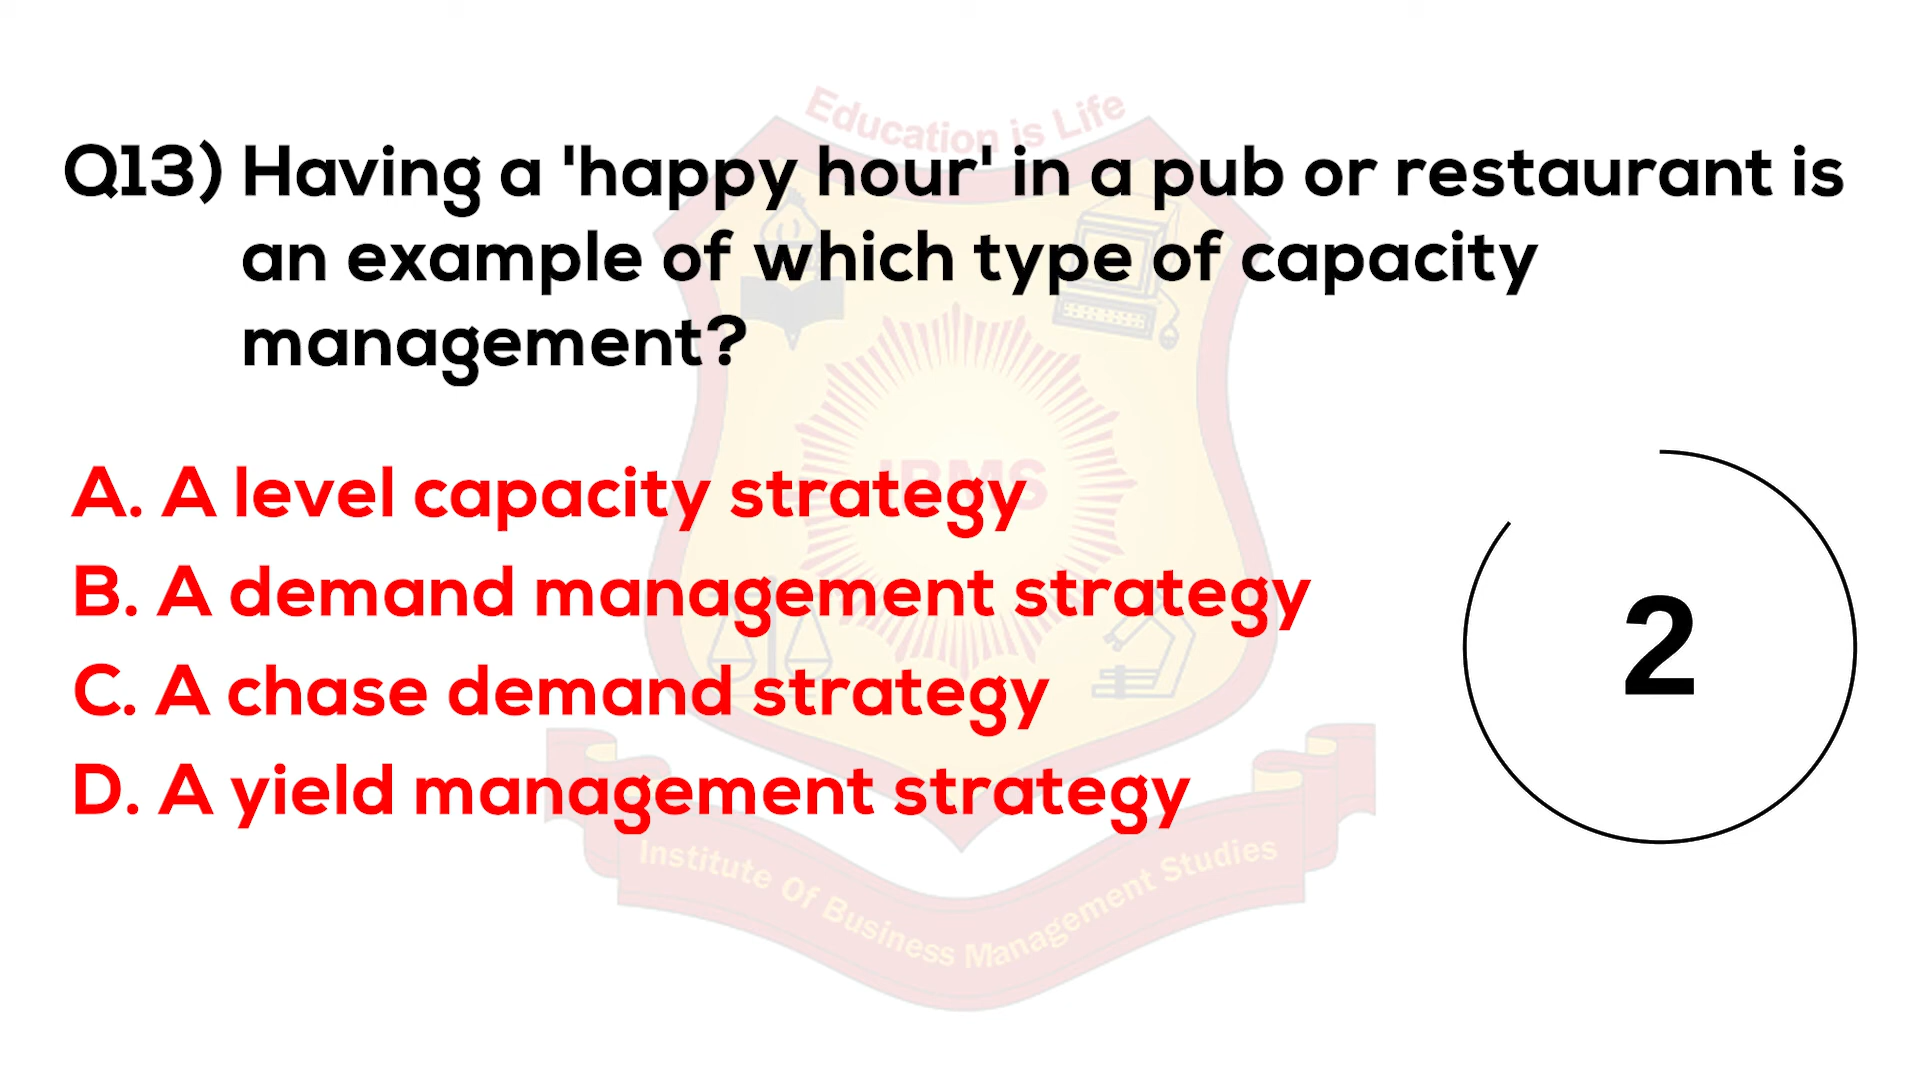 Education is Life
Q13) Having a 'happy hour' in a pub or restaurant is
an example of which type of capacity
management?
IBMS
A. A level capacity strategy
B. A demand management strategy
C. A chase demand strategy
D. A yield management strategy
2
Institute Of Business Management Studies